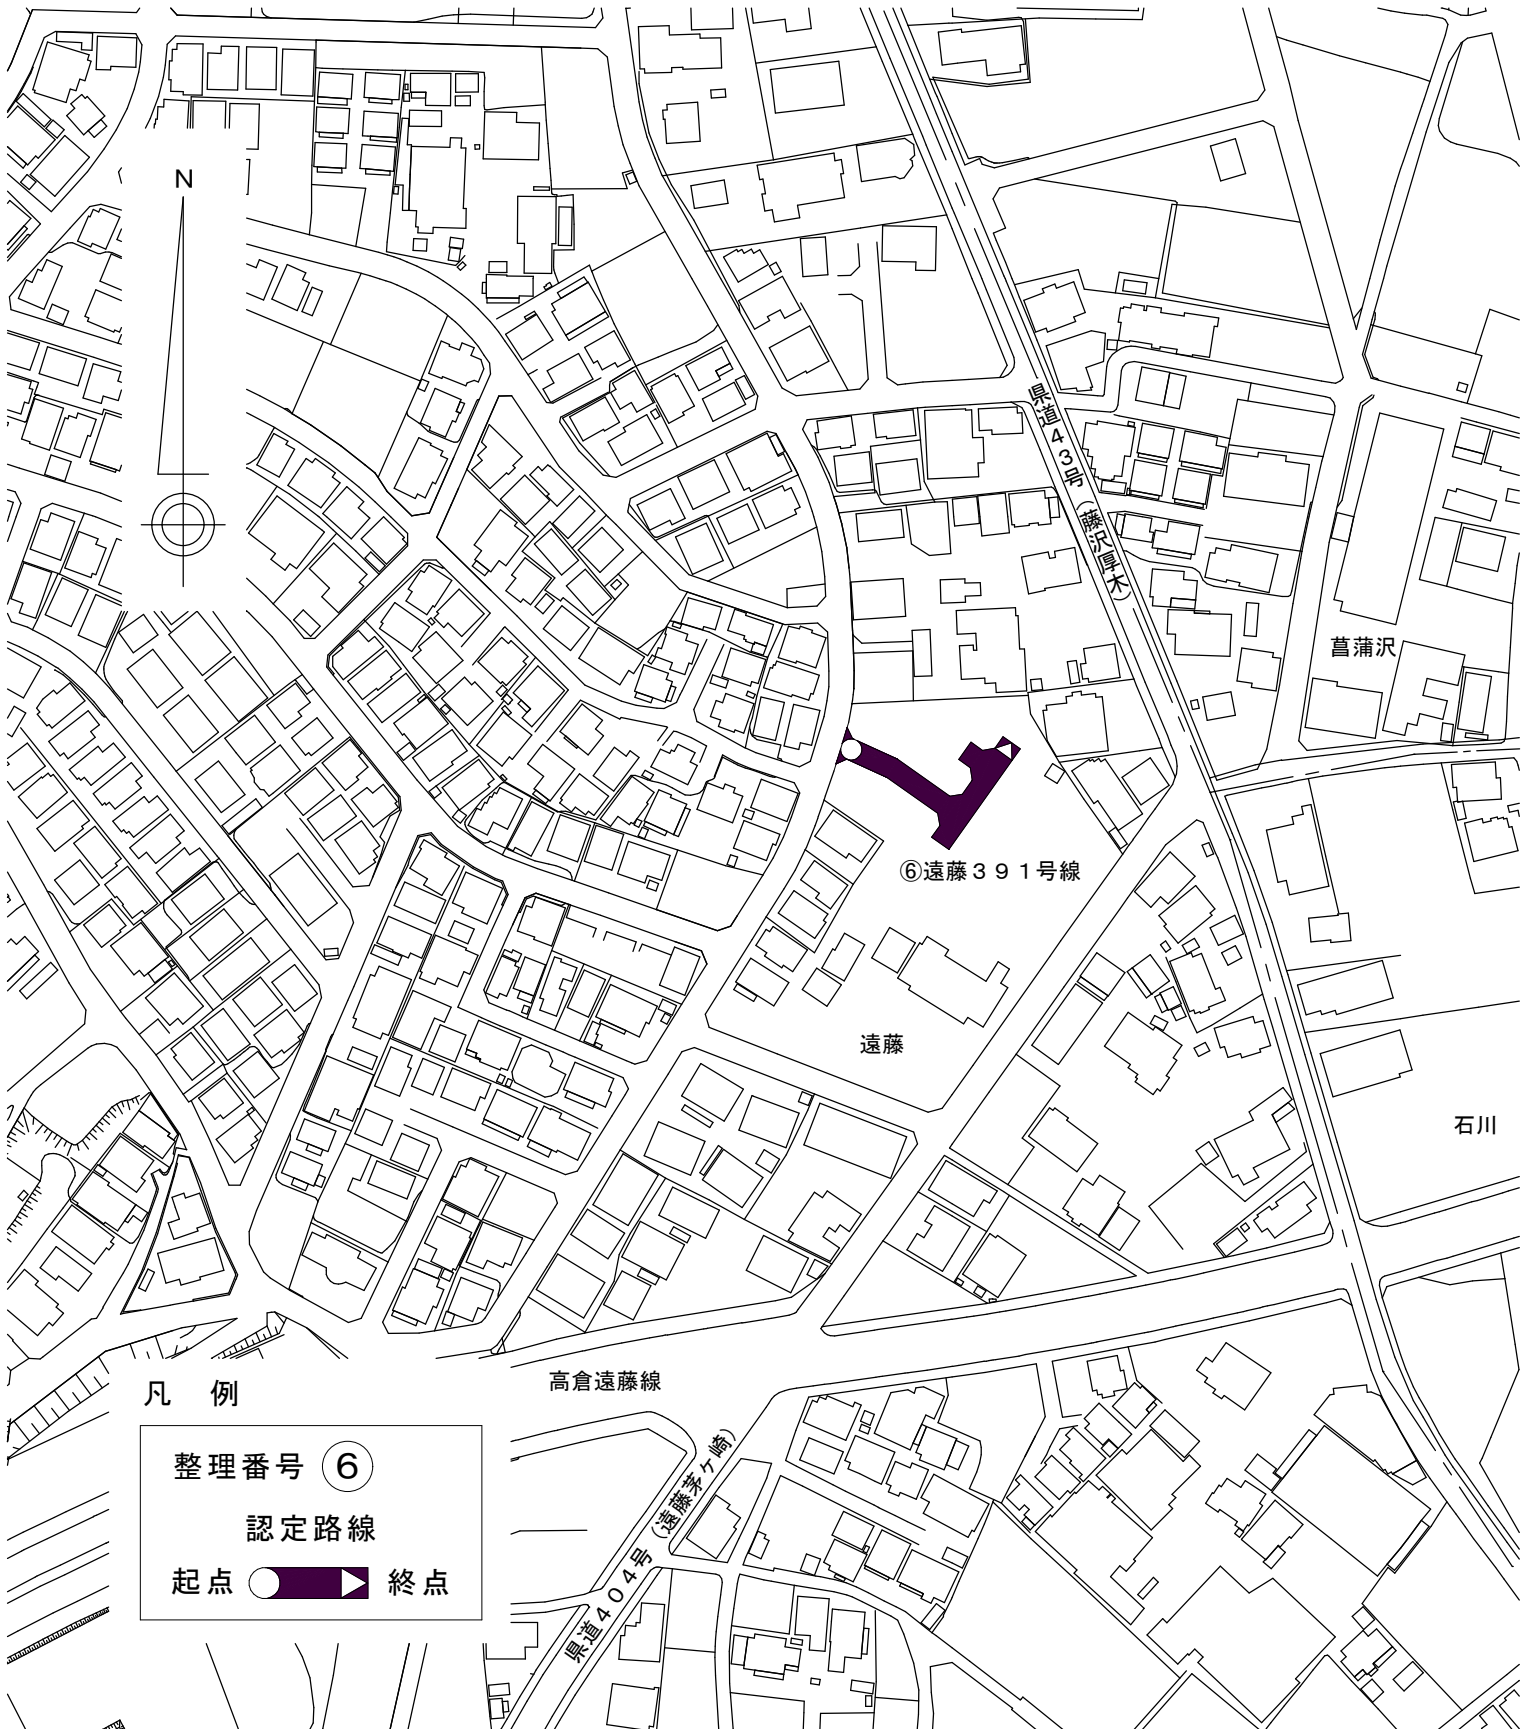 N
県道43号（藤沢厚木）
菖蒲沢
⑥遠藤３９１号線
遠藤
石川
高倉遠藤線
県道404号（遠藤茅ヶ崎）
凡 例
整理番号 ⑥
認定路線
起点 終点